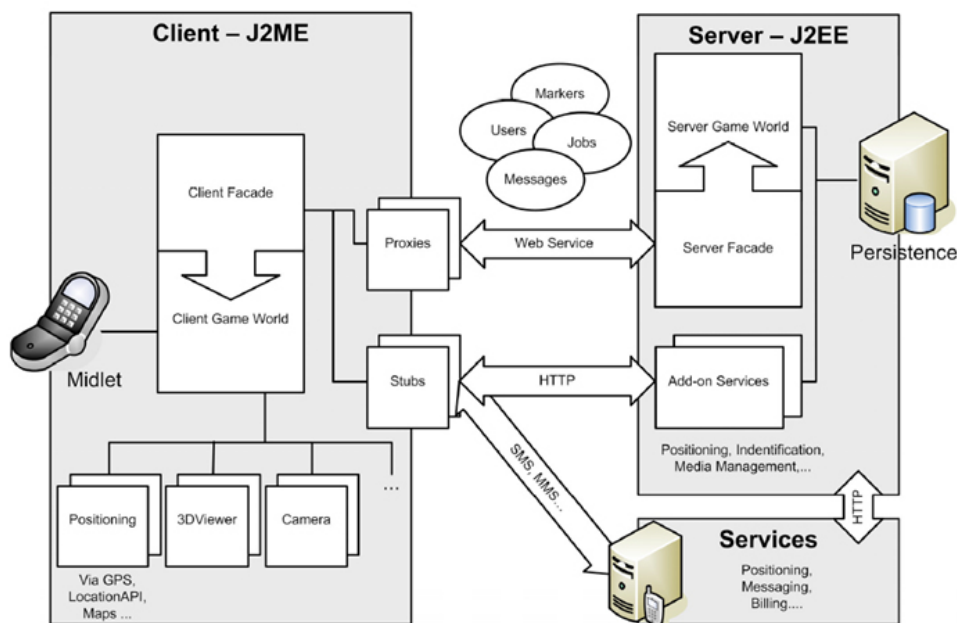 Client – J2ME
Server – J2EE
Markers
Users
Jobs
Messages
Client Facade
Client Game World
Midlet
Proxies
Web Service
Server Game World
Server Facade
Persistence
Stubs
HTTP
Add-on Services
Positioning, Indentification,
Media Management,...
SMS, MMS...
HTTP
Positioning
3DViewer
Camera
...
Via GPS,
LocationAPI,
Maps ...
Services
Positioning,
Messaging,
Billing....